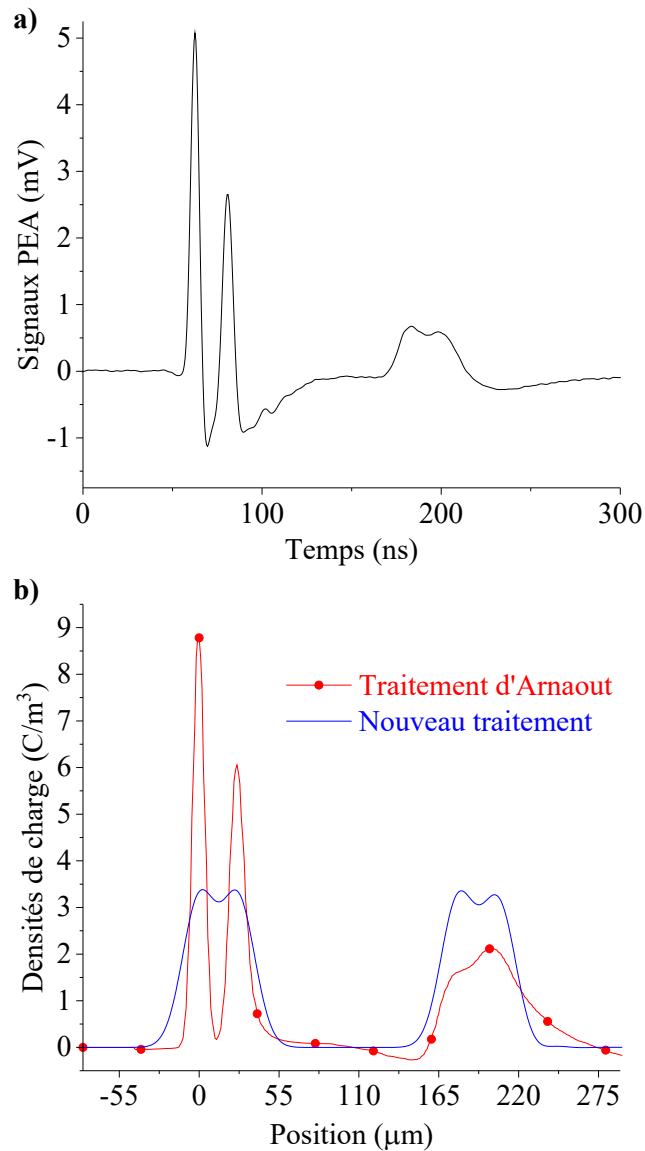 a)
5
4
3
2
1
0
-1
Signaux PEA (mV)
0 100 200 300
Temps (ns)
b)
9
8
7
6
5
4
3
2
1
0
Densités de charge (C/m³)
Traitement d'Arnaout
Nouveau traitement
-55 0 55 110 165 220 275
Position (µm)